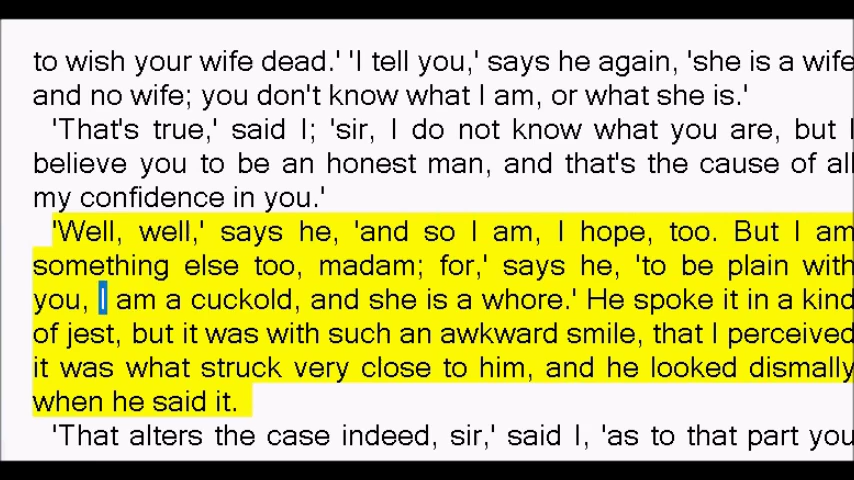 to wish your wife dead.' 'I tell you,' says he again, 'she is a wife
and no wife; you don't know what I am, or what she is.'
'That's true,' said I; 'sir, I do not know what you are, but I
believe you to be an honest man, and that's the cause of all
my confidence in you.'
'Well, well,' says he, 'and so I am, I hope, too. But I am
something else too, madam; for,' says he, 'to be plain with
you, I am a cuckold, and she is a whore.' He spoke it in a kind
of jest, but it was with such an awkward smile, that I perceived
it was what struck very close to him, and he looked dismally
when he said it.
'That alters the case indeed, sir,' said I, 'as to that part you